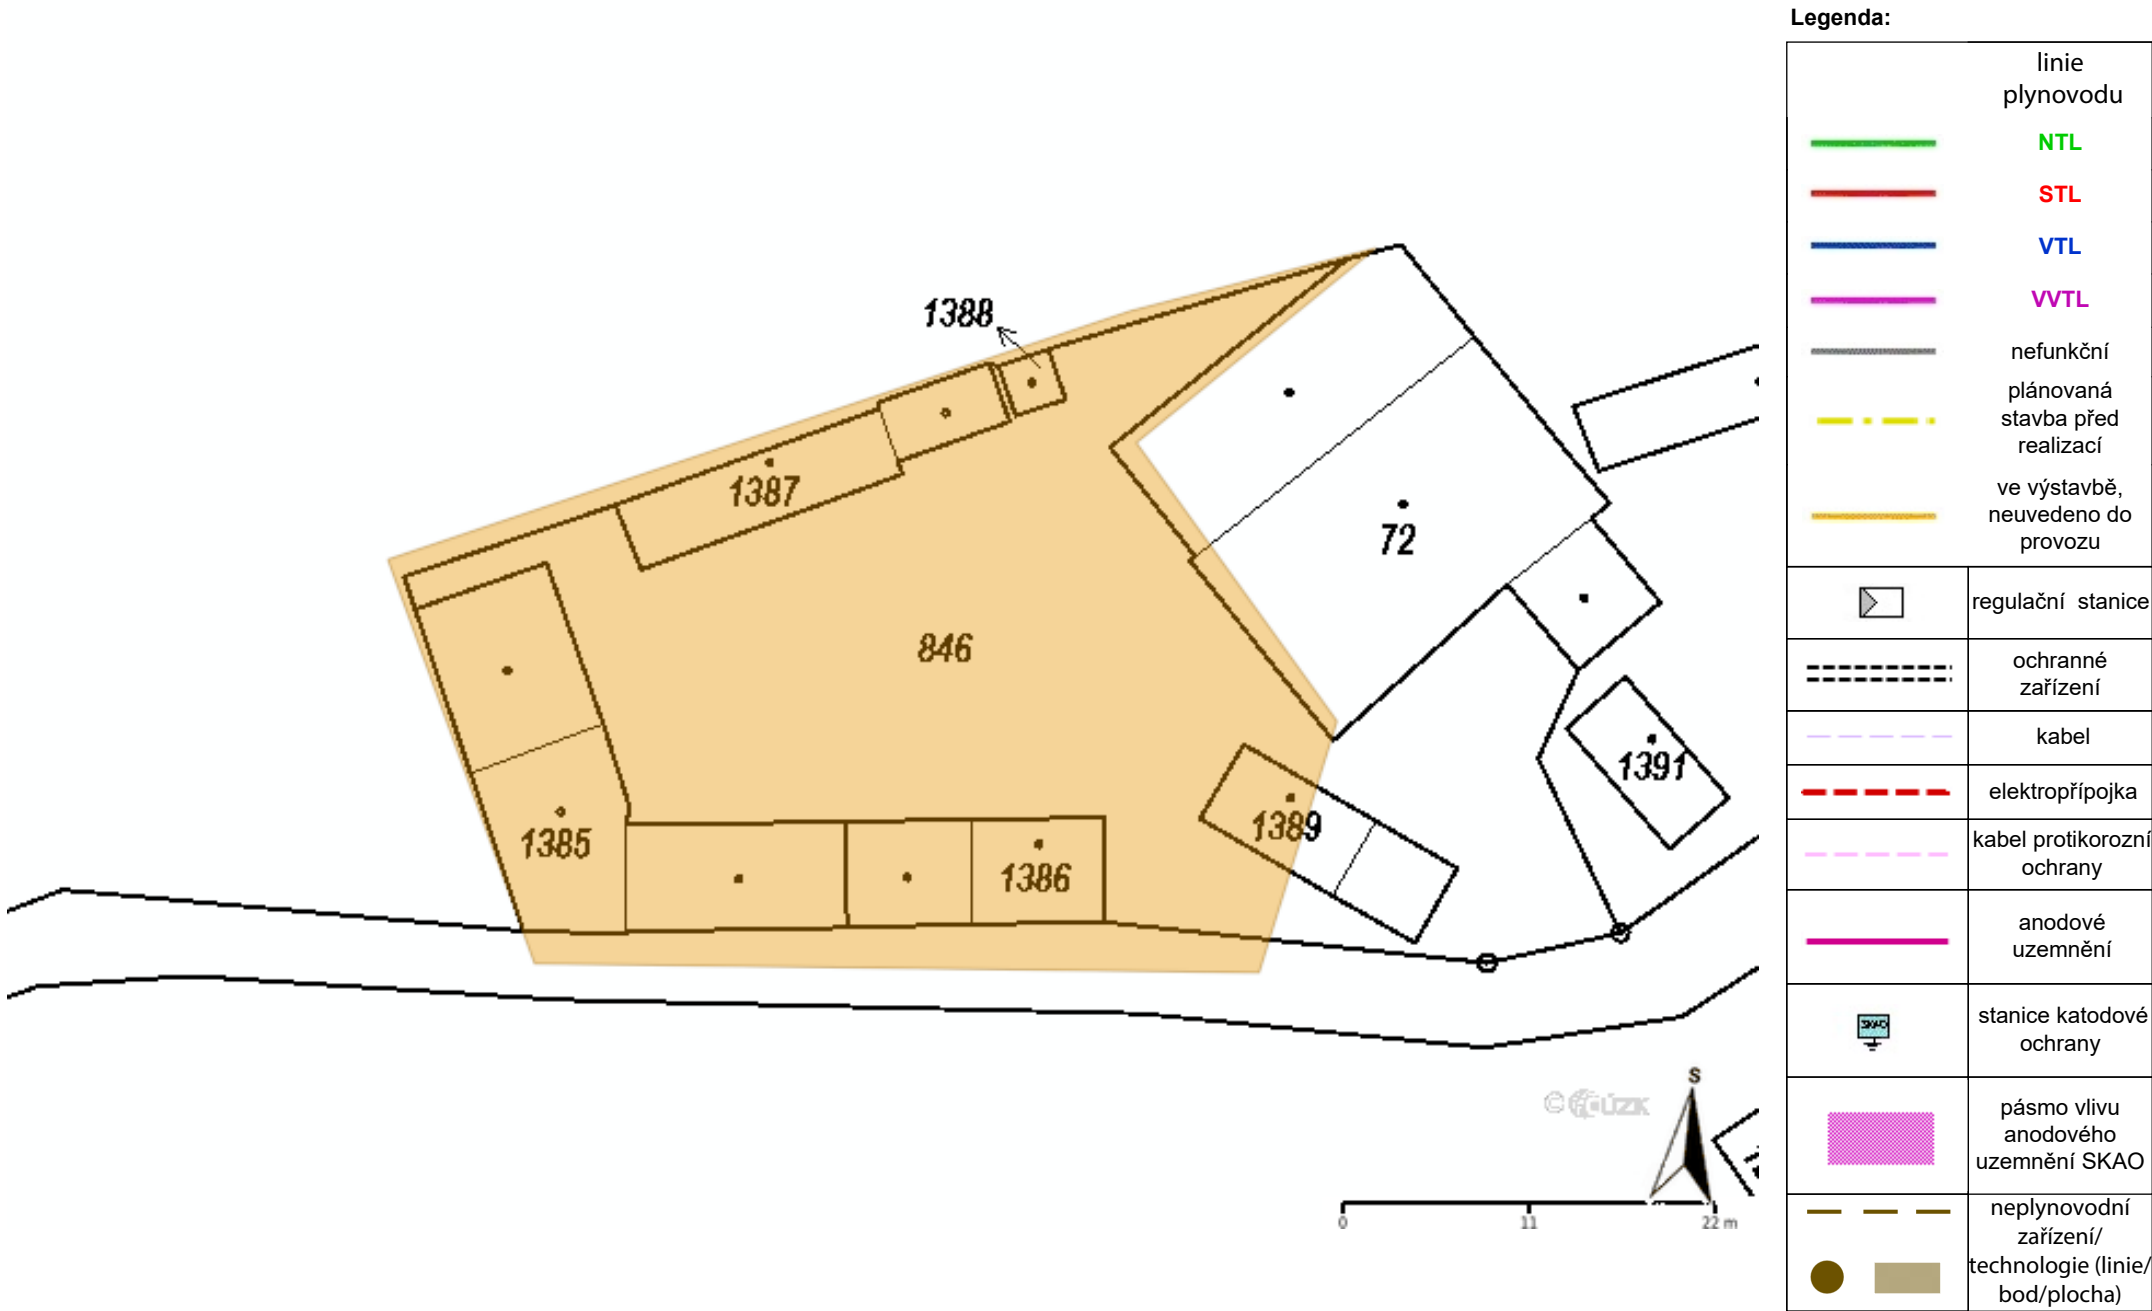 Legenda:
linie
plynovodu
NTL
STL
VTL
VVTL
nefunkční
plánovaná
stavba před
realizací
ve výstavbě,
neuvedeno do
provozu
regulační stanice
ochranné
zařízení
kabel
elektropřípojka
kabel protikorozní
ochrany
anodové
uzemnění
SKAO
stanice katodové
ochrany
pásmo vlivu
anodového
uzemnění SKAO
neplynovodní
zařízení/
technologie (linie/
bod/plocha)
1388
1387
72
846
1391
1389
1385
1386
S
© ČÚZK
0 11 22 m